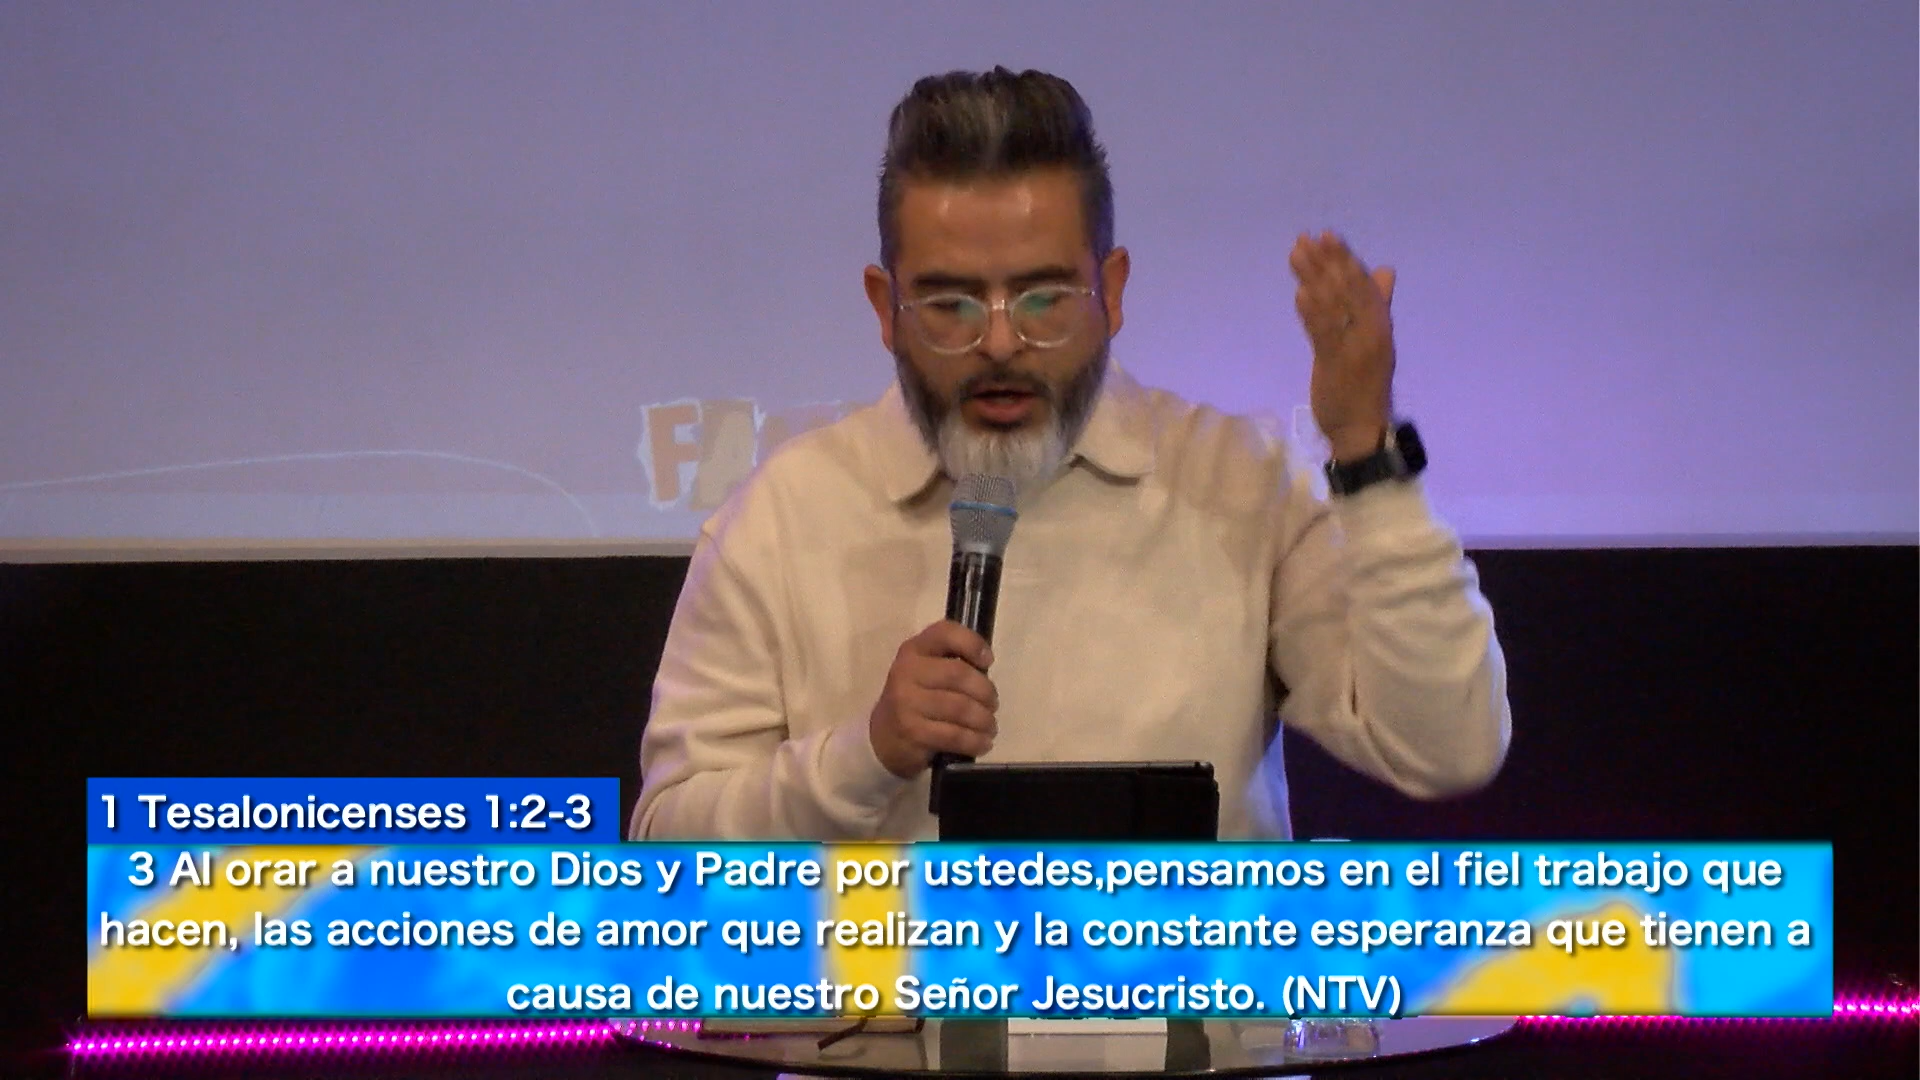 1 Tesalonicenses 1:2-3
3 Al orar a nuestro Dios y Padre por ustedes,pensamos en el fiel trabajo que
hacen, las acciones de amor que realizan y la constante esperanza que tienen a
causa de nuestro Señor Jesucristo. (NTV)